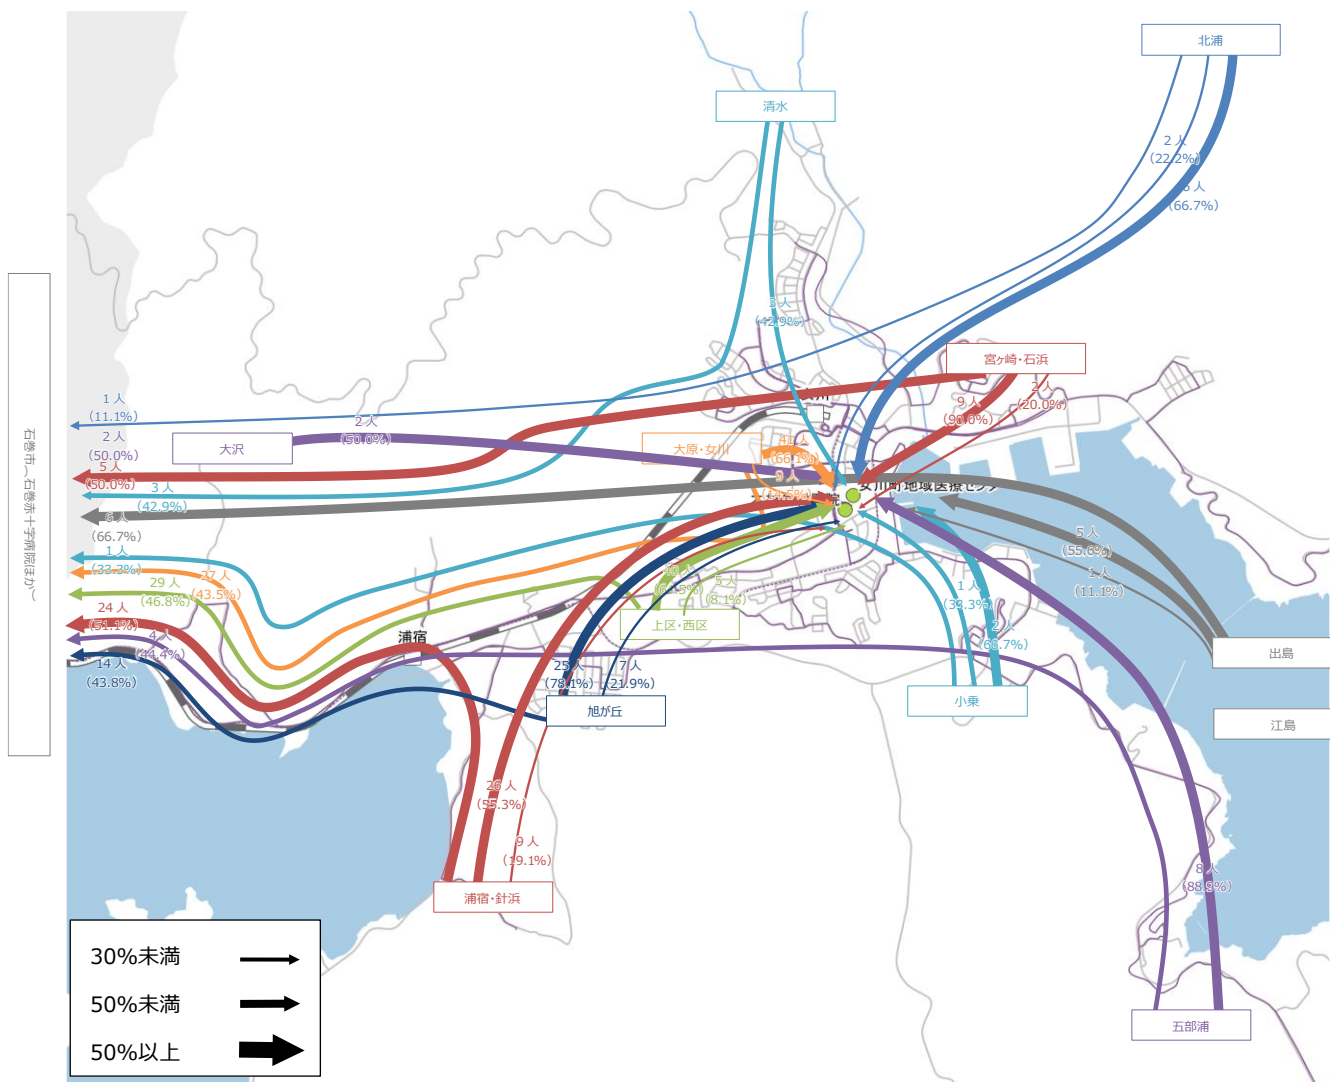 北浦
清水
2人
(22.2%)
6人
(66.7%)
3人
(42.9%)
宮ヶ崎・石浜
2人
(20.0%)
9人
(90.0%)
女川
1人
(11.1%)
2人
(50.0%)
大沢
2人
(50.0%)
大原・女川
41人
(66.1%)
9人
(14.5%)
5人
(50.0%)
3人
(42.9%)
6人
(66.7%)
女川町地域医療センター
院
石巻市(石巻赤十字病院ほか)
1人
(33.3%)
27人
(43.5%)
29人
(46.8%)
24人
(51.1%)
4人
(44.4%)
14人
(43.8%)
浦宿
5人
(8.1%)
上区・西区
5人
(55.6%)
1人
(11.1%)
1人
(33.3%)
2人
(66.7%)
出島
小乗
江島
25人
(78.1%)
7人
(21.9%)
旭が丘
26人
(55.3%)
9人
(19.1%)
浦宿・針浜
8人
(88.9%)
五部浦
30%未満
50%未満
50%以上